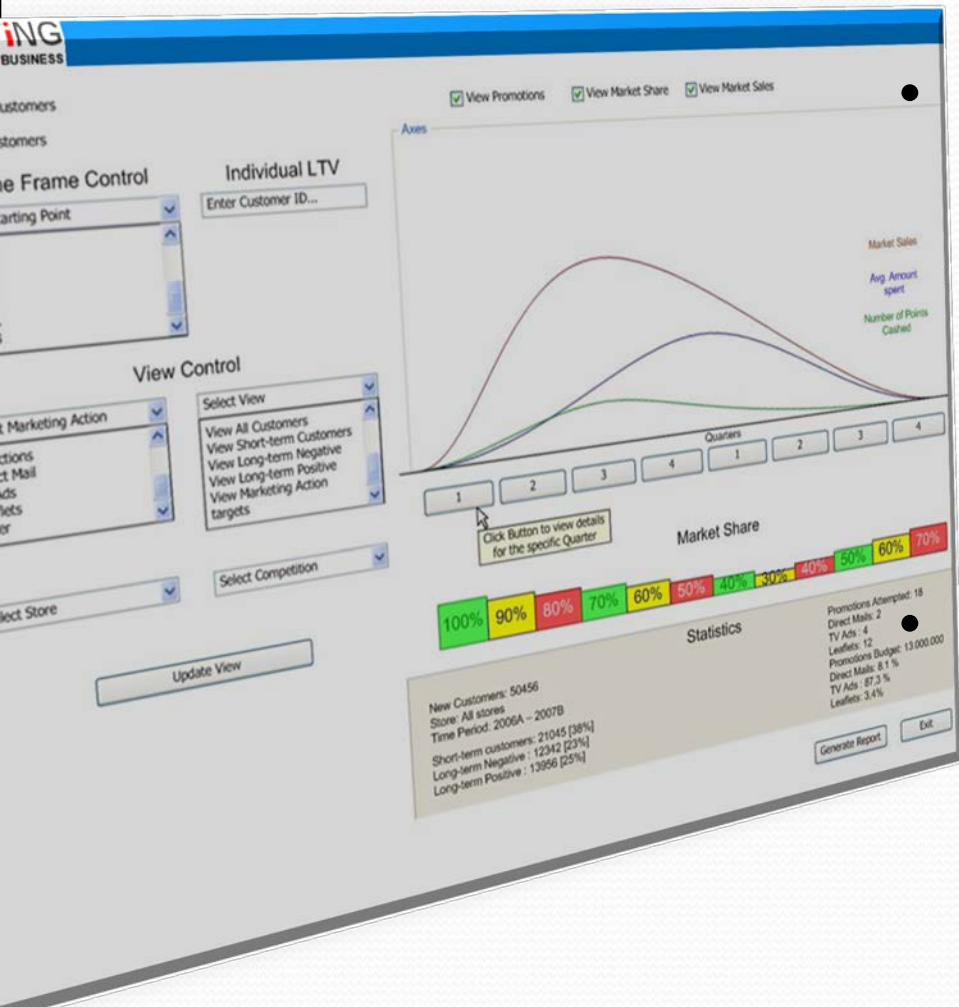 iNG
BUSINESS
ustomers
stomers
e Frame Control
arting Point
Individual LTV
Enter Customer ID...
View Control
t Marketing Action
ctions
ct Mail
Ads
flets
er
Select View
View All Customers
View Short-term Customers
View Long-term Negative
View Long-term Positive
View Marketing Action
targets
lect Store
Select Competition
Update View
View Promotions
View Market Share
View Market Sales
Axes
Market Sales
Avg. Amount
spent
Number of Points
Cashed
Quarters
1 2 3 4 1 2 3 4
Click Button to view details
for the specific Quarter
Market Share
100% 90% 80% 70% 60% 50% 40% 30% 40% 50% 60% 70%
Statistics
New Customers: 50456
Store: All stores
Time Period: 2006A – 2007B
Short-term customers: 21045 [38%]
Long-term Negative : 12342 [23%]
Long-term Positive : 13956 [25%]
Promotions Attempted: 18
Direct Mails: 2
TV Ads : 4
Leaflets: 12
Promotions Budget: 13.000.000
Direct Mails: 8.1 %
TV Ads : 87,3 %
Leaflets: 3,4%
Generate Report
Exit